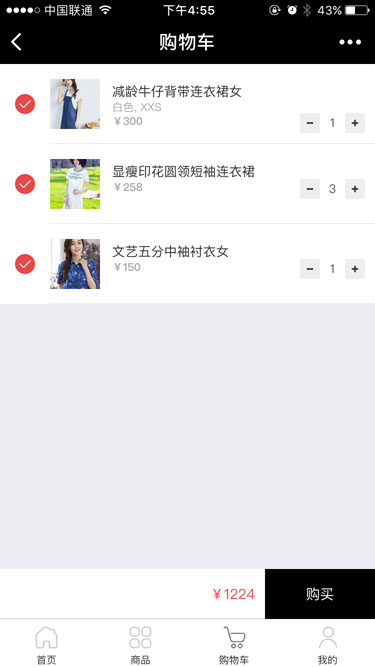 中国联通 下午4:55 43%
购物车
减龄牛仔背带连衣裙女
白色, XXS
￥300
− 1 +
显瘦印花圆领短袖连衣裙
￥258
− 3 +
文艺五分中袖衬衣女
￥150
− 1 +
￥1224 购买
首页 商品 购物车 我的